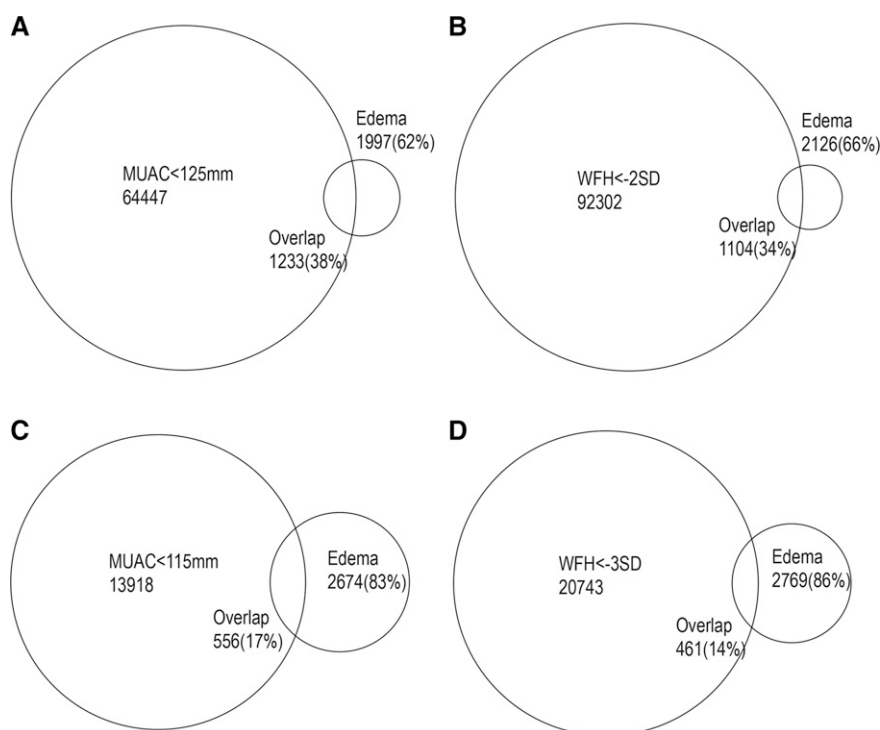 A
Edema
1997(62%)
MUAC<125mm
64447
Overlap
1233(38%)
B
Edema
2126(66%)
WFH<-2SD
92302
Overlap
1104(34%)
C
MUAC<115mm
13918
Edema
2674(83%)
Overlap
556(17%)
D
WFH<-3SD
20743
Edema
2769(86%)
Overlap
461(14%)